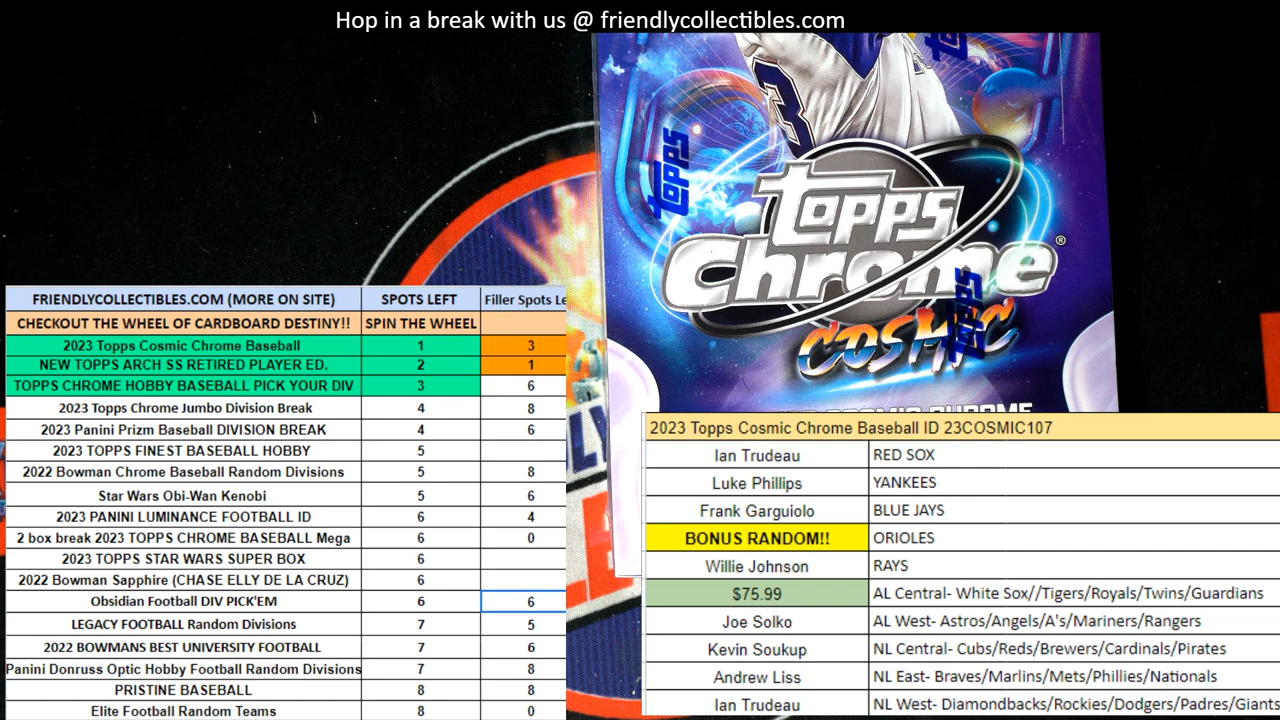 Hop in a break with us @ friendlycollectibles.com
3
topps
topps
topps
Chrome®
topps
COSMIC
FRIENDLYCOLLECTIBLES.COM (MORE ON SITE) SPOTS LEFT Filler Spots Le
CHECKOUT THE WHEEL OF CARDBOARD DESTINY!! SPIN THE WHEEL
2023 Topps Cosmic Chrome Baseball 1 3
NEW TOPPS ARCH SS RETIRED PLAYER ED. 2 1
TOPPS CHROME HOBBY BASEBALL PICK YOUR DIV 3 6
2023 Topps Chrome Jumbo Division Break 4 8
2023 Panini Prizm Baseball DIVISION BREAK 4 6
2023 TOPPS FINEST BASEBALL HOBBY 5
2022 Bowman Chrome Baseball Random Divisions 5 8
Star Wars Obi-Wan Kenobi 5 6
2023 PANINI LUMINANCE FOOTBALL ID 6 4
2 box break 2023 TOPPS CHROME BASEBALL Mega 6 0
2023 TOPPS STAR WARS SUPER BOX 6
2022 Bowman Sapphire (CHASE ELLY DE LA CRUZ) 6
Obsidian Football DIV PICK'EM 6 6
LEGACY FOOTBALL Random Divisions 7 5
2022 BOWMANS BEST UNIVERSITY FOOTBALL 7 6
Panini Donruss Optic Hobby Football Random Divisions 7 8
PRISTINE BASEBALL 8 8
Elite Football Random Teams 8 0
2023 Topps Cosmic Chrome Baseball ID 23COSMIC107
Ian Trudeau RED SOX
Luke Phillips YANKEES
Frank Garguiolo BLUE JAYS
BONUS RANDOM!! ORIOLES
Willie Johnson RAYS
$75.99 AL Central- White Sox//Tigers/Royals/Twins/Guardians
Joe Solko AL West- Astros/Angels/A's/Mariners/Rangers
Kevin Soukup NL Central- Cubs/Reds/Brewers/Cardinals/Pirates
Andrew Liss NL East- Braves/Marlins/Mets/Phillies/Nationals
Ian Trudeau NL West- Diamondbacks/Rockies/Dodgers/Padres/Giants